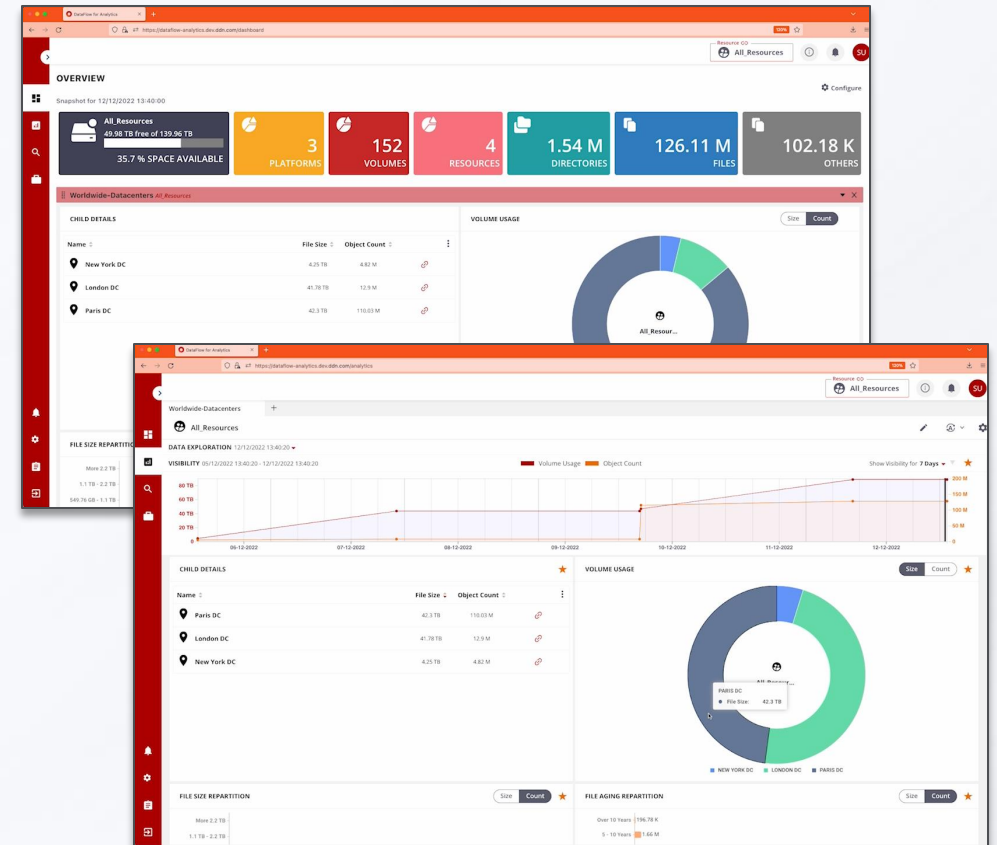 DataFlow for Analytics × +
https://dataflow-analytics.dev.ddn.com/dashboard 120%
Resource GO
All_Resources SU
OVERVIEW
Configure
Snapshot for 12/12/2022 13:40:00
All_Resources
49.98 TB free of 139.96 TB
35.7 % SPACE AVAILABLE
3
PLATFORMS
152
VOLUMES
4
RESOURCES
1.54 M
DIRECTORIES
126.11 M
FILES
102.18 K
OTHERS
Worldwide-Datacenters All_Resources
CHILD DETAILS
Name File Size Object Count
New York DC 4.25 TB 4.82 M
London DC 41.78 TB 12.9 M
Paris DC 42.3 TB 110.03 M
VOLUME USAGE Size Count
All_Resour...
FILE SIZE REPARTITI
More 2.2 TB
1.1 TB - 2.2 TB
549.76 GB - 1.1 TB
DataFlow for Analytics × +
https://dataflow-analytics.dev.ddn.com/analytics 120%
Resource GO
All_Resources SU
Worldwide-Datacenters +
All_Resources
DATA EXPLORATION 12/12/2022 13:40:20
VISIBILITY 05/12/2022 13:40:20 - 12/12/2022 13:40:20 Volume Usage Object Count Show Visibility for 7 Days
80 TB 200 M
60 TB 150 M
40 TB 100 M
20 TB 50 M
0 0
06-12-2022 07-12-2022 08-12-2022 09-12-2022 10-12-2022 11-12-2022 12-12-2022
CHILD DETAILS
Name File Size Object Count
Paris DC 42.3 TB 110.03 M
London DC 41.78 TB 12.9 M
New York DC 4.25 TB 4.82 M
VOLUME USAGE Size Count
PARIS DC
File Size: 42.3 TB
NEW YORK DC LONDON DC PARIS DC
FILE SIZE REPARTITION Size Count
More 2.2 TB
1.1 TB - 2.2 TB
FILE AGING REPARTITION Size Count
Over 10 Years 196.78 K
5 - 10 Years 1.66 M